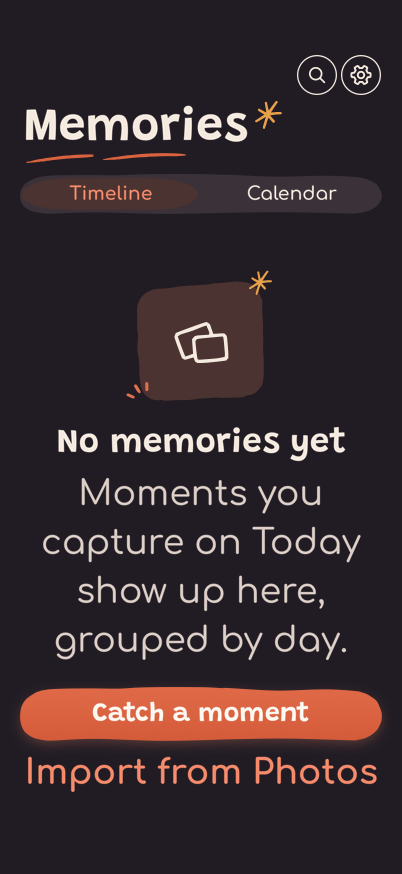 Memories
Timeline
Calendar
No memories yet
Moments you
capture on Today
show up here,
grouped by day.
Catch a moment
Import from Photos